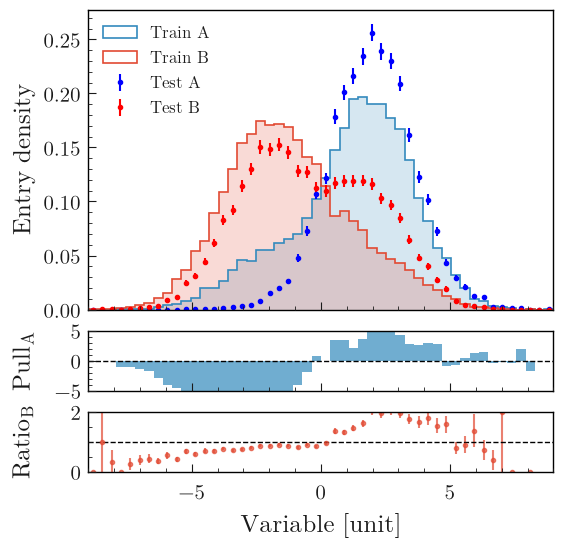 0.25
0.20
0.15
0.10
0.05
0.00
Entry density
Train A
Train B
Test A
Test B
5
0
−5
Pull_A
2
1
0
Ratio_B
−5 0 5
Variable [unit]